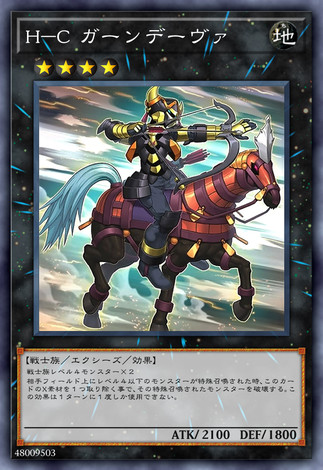 H-C ガーンデーヴァ
地
【戦士族／エクシーズ／効果】
戦士族レベル4モンスター×2
相手フィールド上にレベル4以下のモンスターが特殊召喚された時、このカー
ドのX素材を1つ取り除く事で、その特殊召喚されたモンスターを破壊する。こ
の効果は1ターンに1度しか使用できない。
ATK/ 2100 DEF/1800
48009503